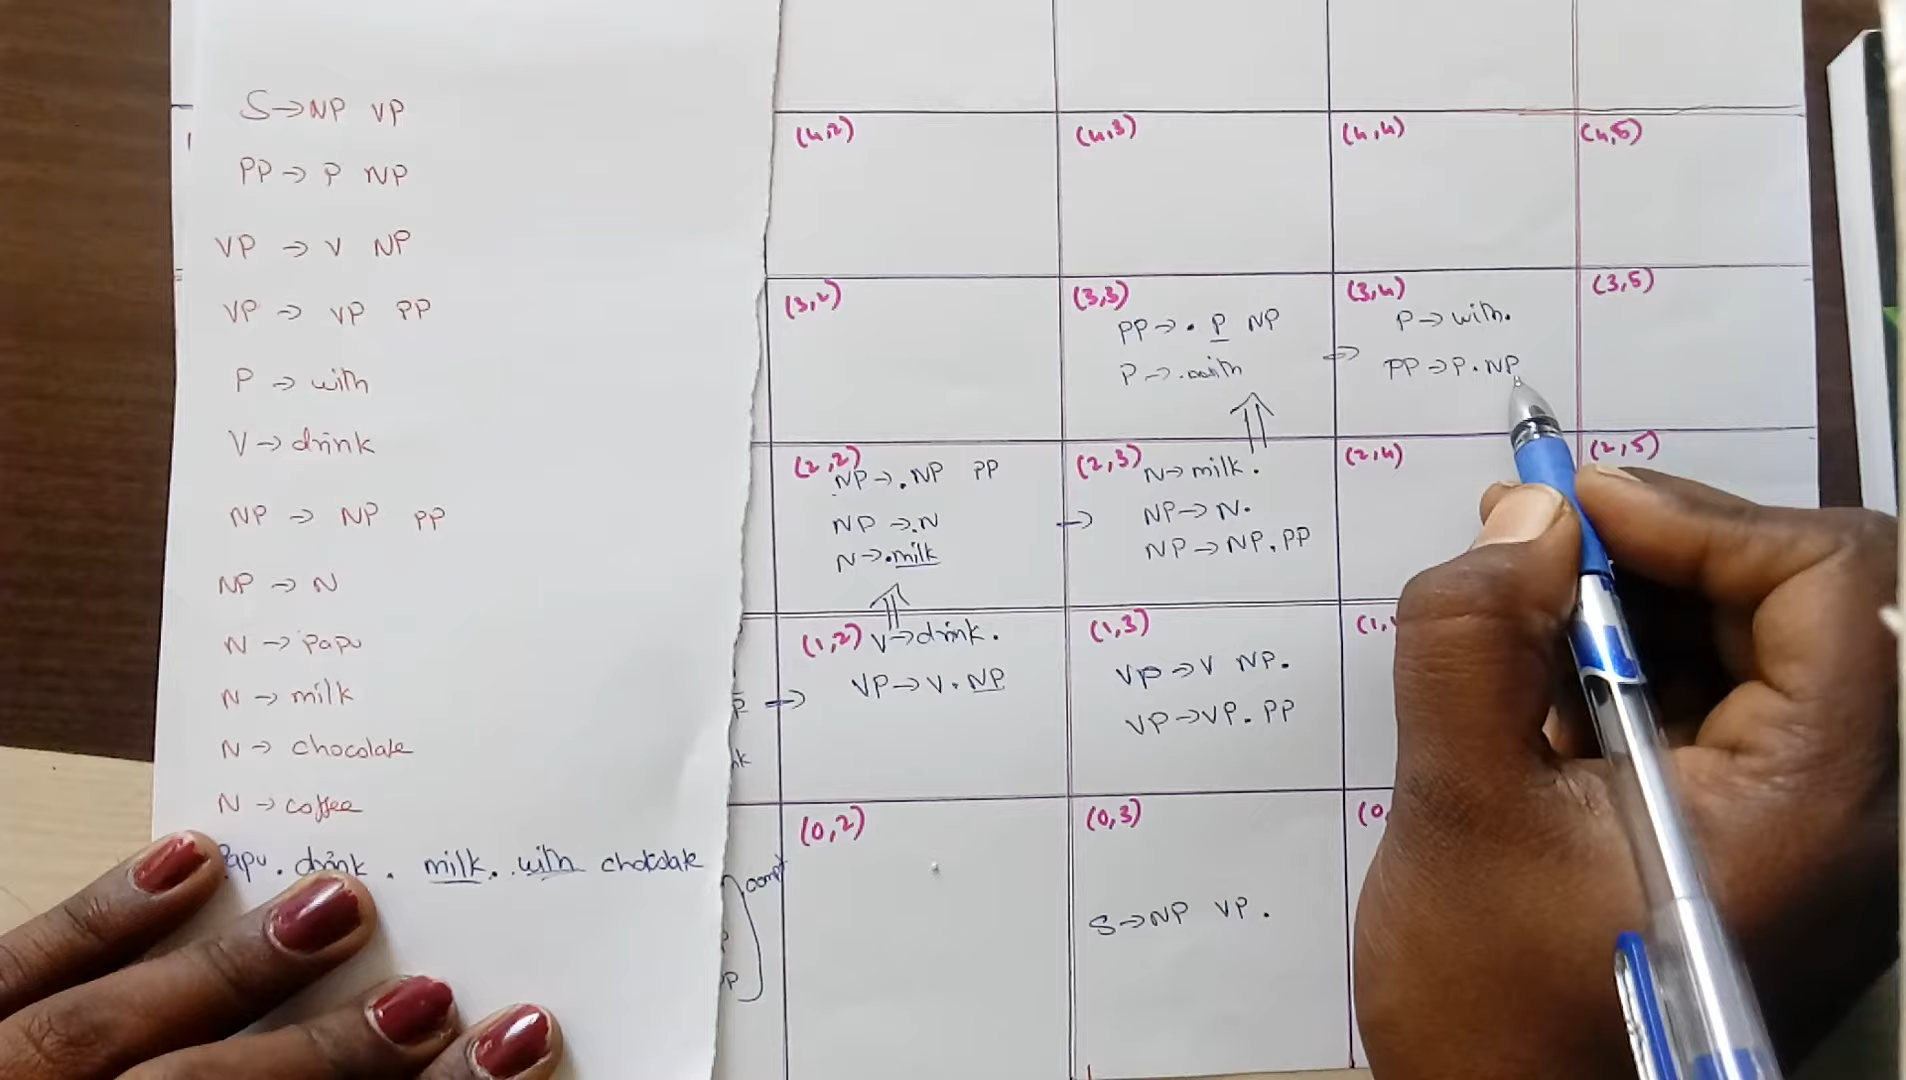 S→NP VP
PP→ P NP
VP → V NP
VP → VP PP
P → with
V→ drink
NP → NP PP
NP → N
N → papu
N → milk
N → chocolate
N → coffee
Papu . drink . milk . . with chocolate
(4,2) (4,3) (4,4) (4,5)
(3,2)
(3,3)
PP→ . P NP
P → .with
→
(3,4)
P → with.
PP → P . NP
(3,5)
(2,2)
NP→ . NP PP
NP → .N
N→ .milk
→
(2,3)
N→ milk .
NP→ N.
NP → NP . PP
(2,4)
(2,5)
(1,2) V→drink.
→ VP→ V . NP
(1,3)
VP→V NP.
VP→VP. PP
(0,2)
(0,3)
S→NP VP .